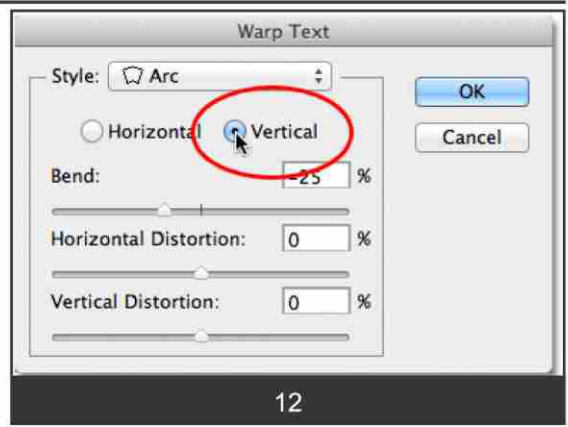 Warp Text
Style: Arc
OK
Horizontal Vertical
Cancel
Bend: -25 %
Horizontal Distortion: 0 %
Vertical Distortion: 0 %
12